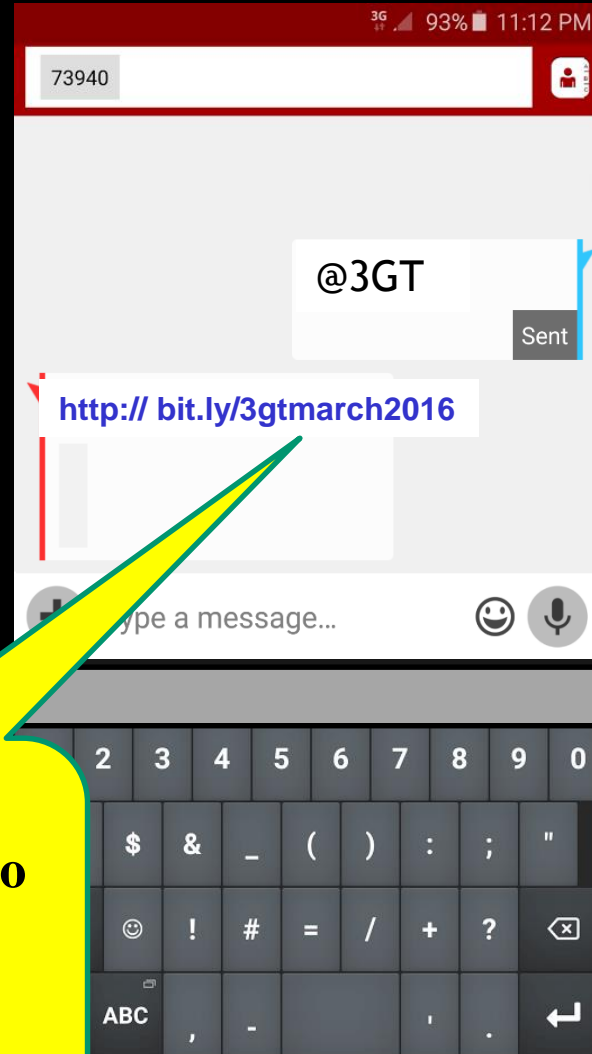 3G 93% 11:12 PM
73940
@3GT
Sent
http:// bit.ly/3gtmarch2016
ype a message...
2 3 4 5 6 7 8 9 0
$ & _ ( ) : ; "
o
! # = / + ?
ABC , - ' .